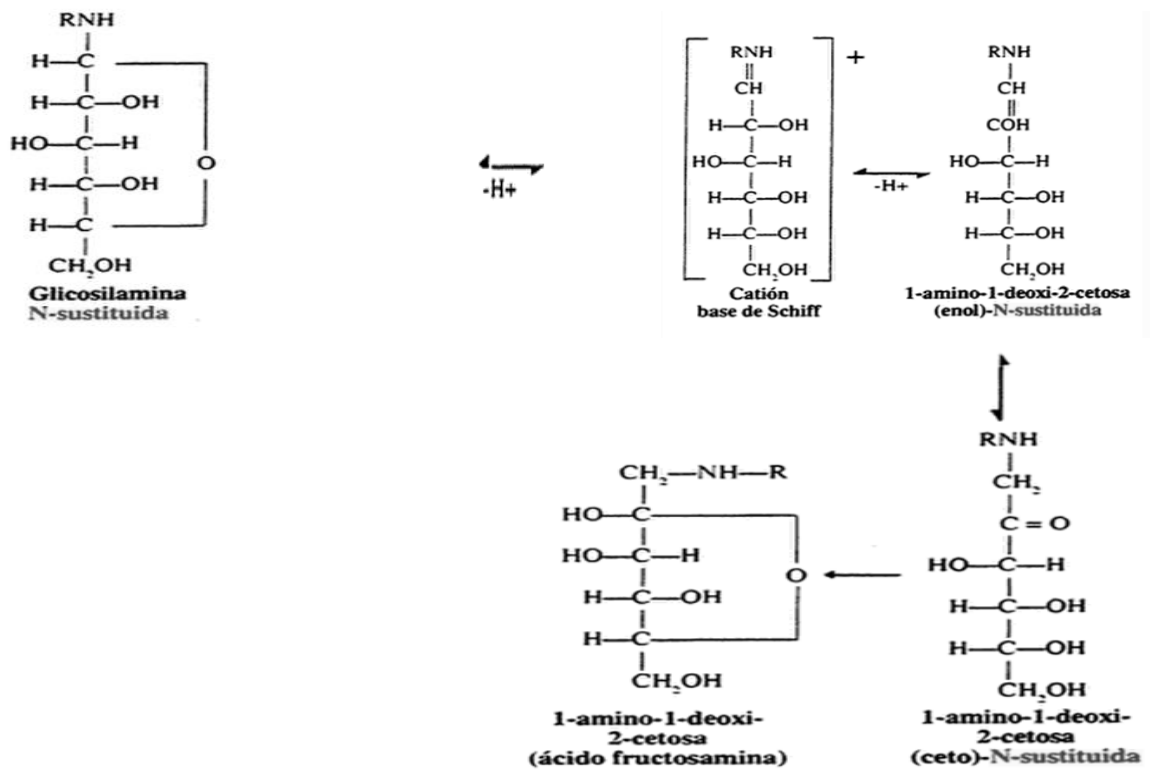 RNH
H—C
H—C—OH
HO—C—H
O
H—C—OH
H—C
CH₂OH
Glicosilamina
N-sustituida
-H+
RNH
+
CH
H—C—OH
HO—C—H
H—C—OH
H—C—OH
CH₂OH
Catión
base de Schiff
-H+
RNH
CH
COH
HO—C—H
H—C—OH
H—C—OH
CH₂OH
1-amino-1-deoxi-2-cetosa
(enol)-N-sustituida
RNH
CH₂
C=O
HO—C—H
H—C—OH
H—C—OH
CH₂OH
1-amino-1-deoxi-
2-cetosa
(ceto)-N-sustituida
CH₂—NH—R
HO—C
HO—C—H
O
H—C—OH
H—C
CH₂OH
1-amino-1-deoxi-
2-cetosa
(ácido fructosamina)